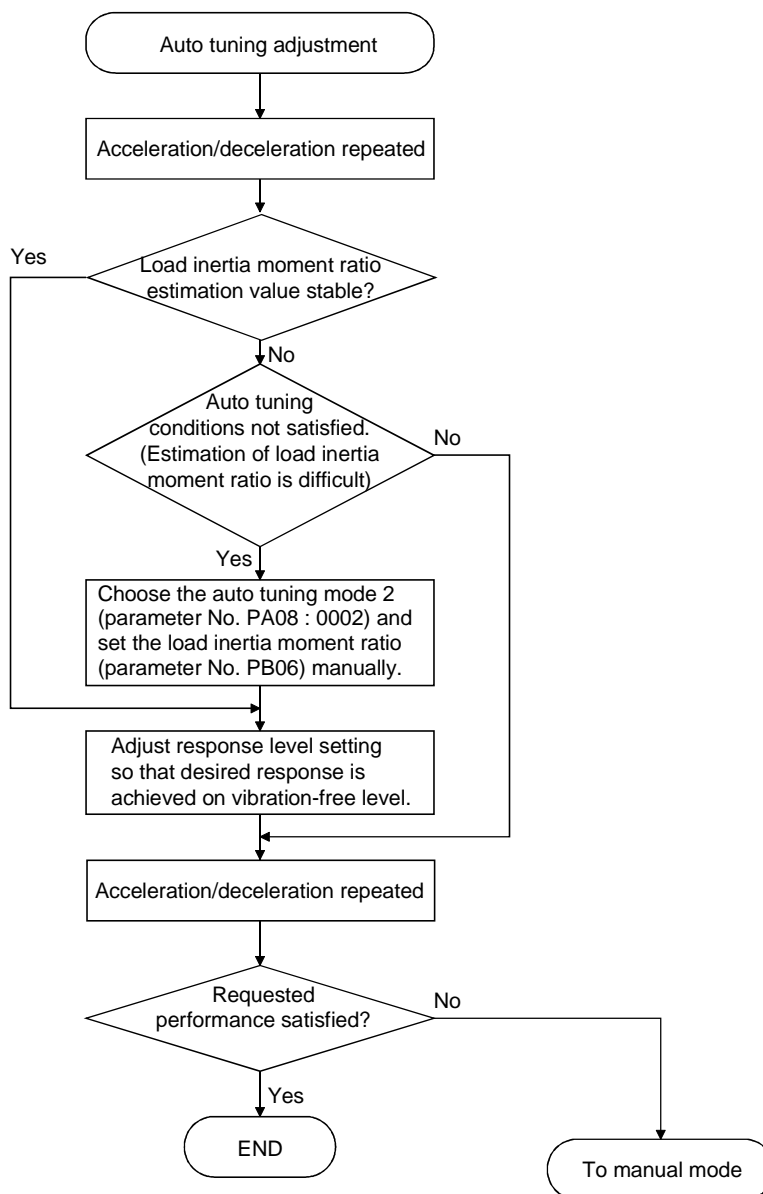 Auto tuning adjustment
Acceleration/deceleration repeated
Yes
Load inertia moment ratio
estimation value stable?
No
Auto tuning
conditions not satisfied.
(Estimation of load inertia
moment ratio is difficult)
No
Yes
Choose the auto tuning mode 2
(parameter No. PA08 : 0002) and
set the load inertia moment ratio
(parameter No. PB06) manually.
Adjust response level setting
so that desired response is
achieved on vibration-free level.
Acceleration/deceleration repeated
Requested
performance satisfied?
No
Yes
END
To manual mode